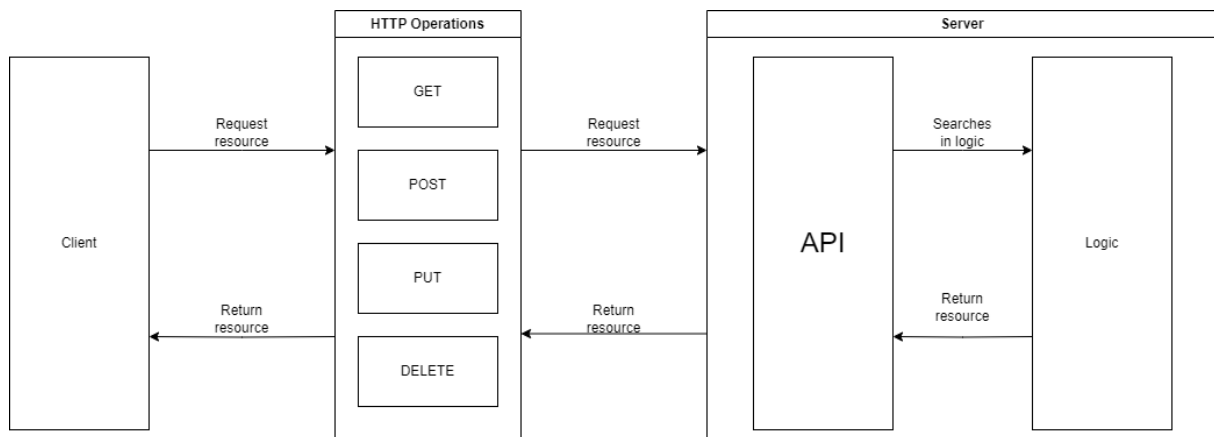 HTTP Operations
Server
GET
Request
resource
Request
resource
Searches
in logic
POST
Client
API
Logic
PUT
Return
resource
Return
resource
Return
resource
DELETE